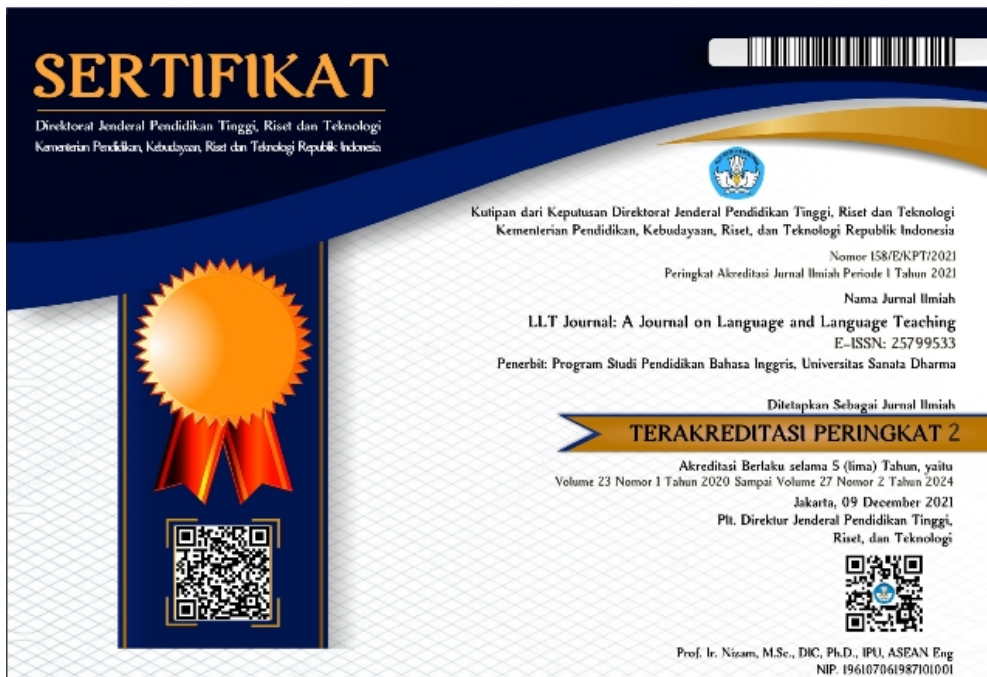 SERTIFIKAT
Direktorat Jenderal Pendidikan Tinggi, Riset dan Teknologi
Kementerian Pendidikan, Kebudayaan, Riset dan Teknologi Republik Indonesia
Kutipan dari Keputusan Direktorat Jenderal Pendidikan Tinggi, Riset dan Teknologi
Kementerian Pendidikan, Kebudayaan, Riset, dan Teknologi Republik Indonesia
Nomor 158/E/KPT/2021
Peringkat Akreditasi Jurnal Ilmiah Periode 1 Tahun 2021
Nama Jurnal Ilmiah
LLT Journal: A Journal on Language and Language Teaching
E-ISSN: 25799533
Penerbit: Program Studi Pendidikan Bahasa Inggris, Universitas Sanata Dharma
Ditetapkan Sebagai Jurnal Ilmiah
TERAKREDITASI PERINGKAT 2
Akreditasi Berlaku selama 5 (lima) Tahun, yaitu
Volume 23 Nomor 1 Tahun 2020 Sampai Volume 27 Nomor 2 Tahun 2024
Jakarta, 09 December 2021
Plt. Direktur Jenderal Pendidikan Tinggi,
Riset, dan Teknologi
Prof. Ir. Nizam, M.Sc., DIC, Ph.D., IPU, ASEAN Eng
NIP. 196107061987101001